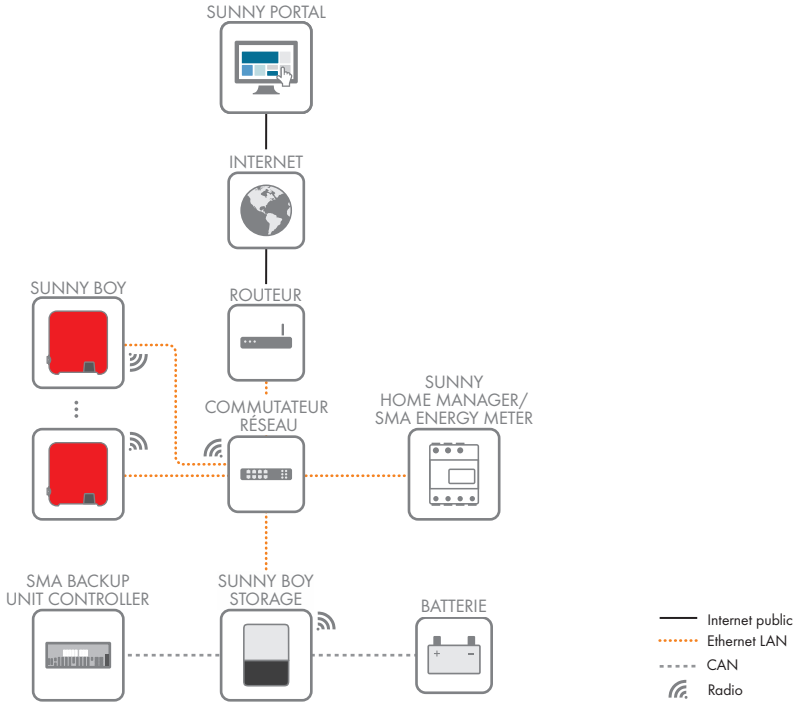 SUNNY PORTAL
INTERNET
SUNNY BOY
ROUTEUR
SUNNY
HOME MANAGER/
SMA ENERGY METER
COMMUTATEUR
RÉSEAU
SMA BACKUP
UNIT CONTROLLER
SUNNY BOY
STORAGE
BATTERIE
+ −
Internet public
Ethernet LAN
CAN
Radio